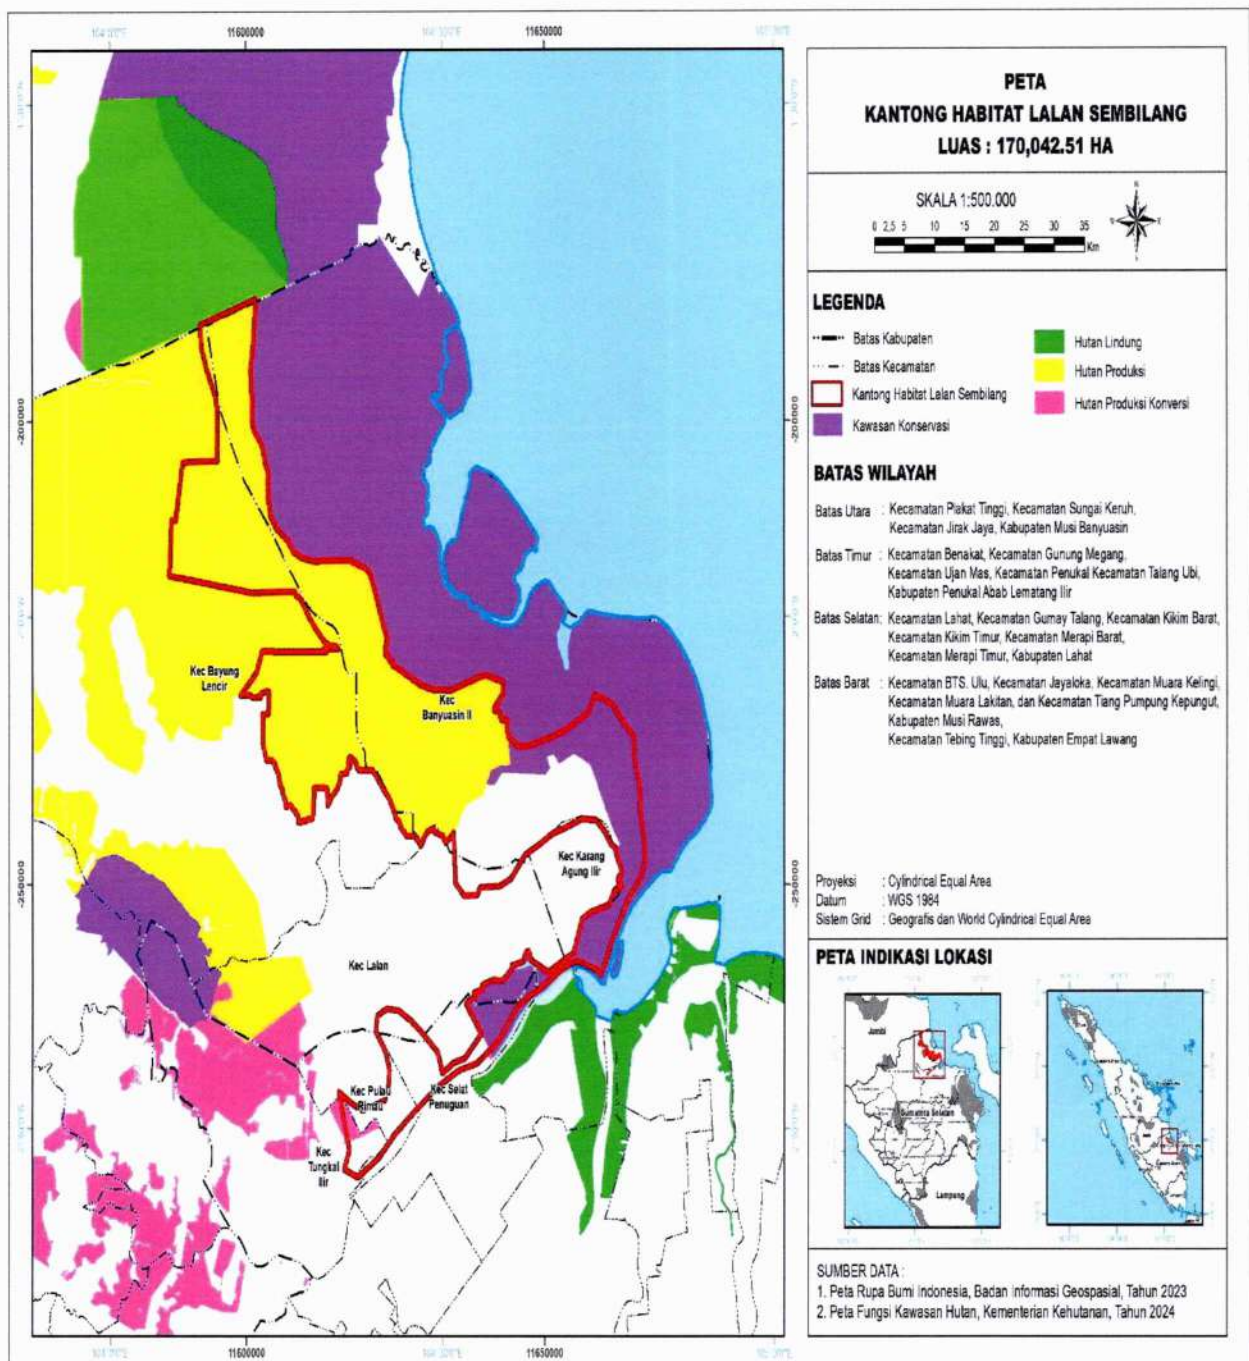 11600000
11650000
PETA
KANTONG HABITAT LALAN SEMBILANG
LUAS : 170,042.51 HA
SKALA 1:500.000
0 2,5 5 10 15 20 25 30 35
Km
LEGENDA
Batas Kabupaten
Batas Kecamatan
Kantong Habitat Lalan Sembilang
Kawasan Konservasi
Hutan Lindung
Hutan Produksi
Hutan Produksi Konversi
BATAS WILAYAH
Batas Utara : Kecamatan Plakat Tinggi, Kecamatan Sungai Keruh,
Kecamatan Jirak Jaya, Kabupaten Musi Banyuasin
Batas Timur : Kecamatan Benakat, Kecamatan Gunung Megang,
Kecamatan Ujan Mas, Kecamatan Penukal Kecamatan Talang Ubi,
Kabupaten Penukal Abab Lematang Ilir
Batas Selatan : Kecamatan Lahat, Kecamatan Gumay Talang, Kecamatan Kikim Barat,
Kecamatan Kikim Timur, Kecamatan Merapi Barat,
Kecamatan Merapi Timur, Kabupaten Lahat
Batas Barat : Kecamatan BTS. Ulu, Kecamatan Jayaloka, Kecamatan Muara Kelingi,
Kecamatan Muara Lakitan, dan Kecamatan Tiang Pumpung Kepungut,
Kabupaten Musi Rawas,
Kecamatan Tebing Tinggi, Kabupaten Empat Lawang
Proyeksi : Cylindrical Equal Area
Datum : WGS 1984
Sistem Grid : Geografis dan World Cylindrical Equal Area
PETA INDIKASI LOKASI
Jambi
Sumatera Selatan
Lampung
SUMBER DATA :
1. Peta Rupa Bumi Indonesia, Badan Informasi Geospasial, Tahun 2023
2. Peta Fungsi Kawasan Hutan, Kementerian Kehutanan, Tahun 2024
-200000
-200000
Kec Bayung
Lencir
Kec
Banyuasin II
Kec Karang
Agung Ilir
-250000
-250000
Kec Lalan
Kec Pulau
Rimau
Kec Selat
Penuguan
Kec
Tungkal
Ilir
11600000
11650000